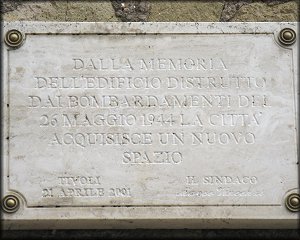 DALLA MEMORIA
DELL'EDIFICIO DISTRUTTO
DAI BOMBARDAMENTI DEL
26 MAGGIO 1944 LA CITTA'
ACQUISISCE UN NUOVO
SPAZIO
TIVOLI IL SINDACO
21 APRILE 2001